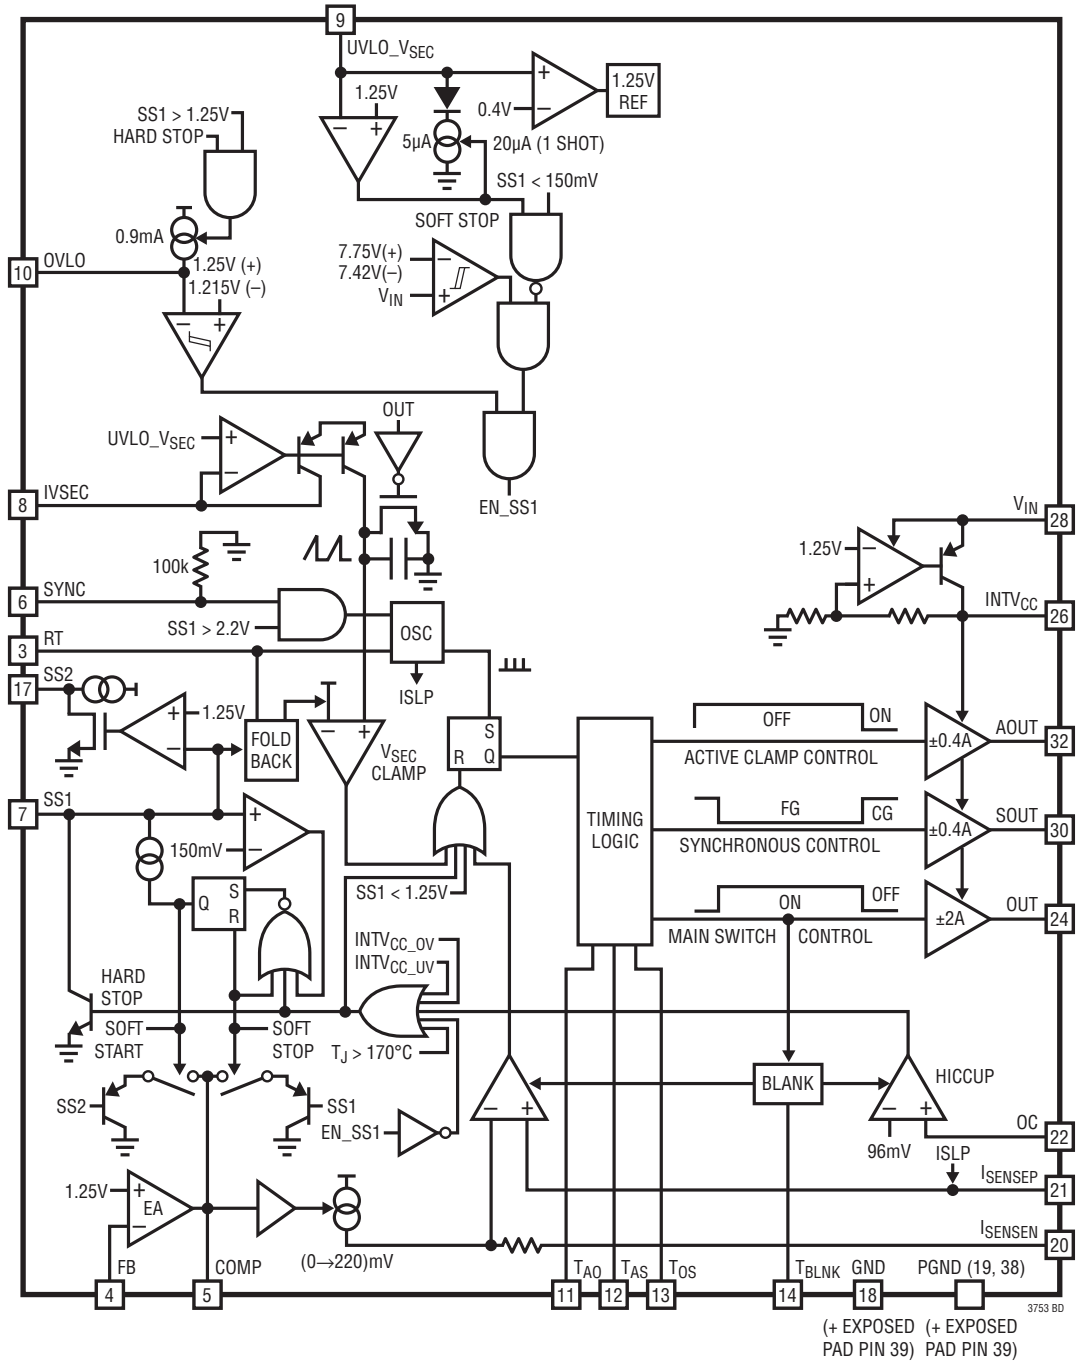 9
UVLO_VSEC
1.25V
+
−
0.4V
1.25V
REF
−
+
5µA
20µA (1 SHOT)
SS1 > 1.25V
HARD STOP
SS1 < 150mV
SOFT STOP
0.9mA
10
OVLO
1.25V (+)
1.215V (–)
7.75V(+)
7.42V(–)
VIN
−
+
−
+
OUT
UVLO_VSEC
+
−
8
IVSEC
EN_SS1
VIN
28
1.25V
−
+
100k
6
SYNC
SS1 > 2.2V
OSC
INTVCC
26
3
RT
ISLP
17
SS2
+
−
1.25V
FOLD
BACK
−
+
VSEC
CLAMP
S
R
Q
TIMING
LOGIC
OFF
ON
ACTIVE CLAMP CONTROL
±0.4A
AOUT
32
7
SS1
+
−
150mV
FG
CG
SYNCHRONOUS CONTROL
±0.4A
SOUT
30
SS1 < 1.25V
Q
S
R
ON
OFF
MAIN SWITCH
CONTROL
±2A
OUT
24
INTVCC_OV
INTVCC_UV
HARD
STOP
SOFT
START
SOFT
STOP
TJ > 170°C
SS2
SS1
EN_SS1
−
+
BLANK
HICCUP
−
+
96mV
OC
22
ISLP
ISENSEP
21
1.25V
+
−
EA
(0→220)mV
ISENSEN
20
FB
COMP
TAO
TAS
TOS
TBLNK
GND
PGND (19, 38)
4
5
11
12
13
14
18
3753 BD
(+ EXPOSED
PAD PIN 39)
(+ EXPOSED
PAD PIN 39)